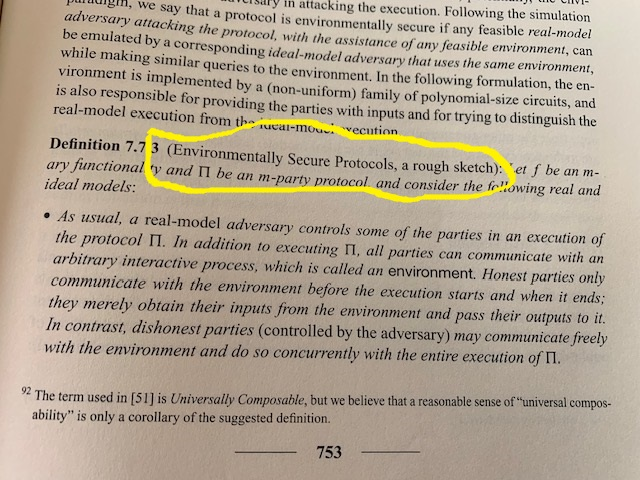 adversary in attacking the execution. Following the simulation
paradigm, we say that a protocol is environmentally secure if any feasible real-model
adversary attacking the protocol, with the assistance of any feasible environment, can
be emulated by a corresponding ideal-model adversary that uses the same environment,
while making similar queries to the environment. In the following formulation, the en-
vironment is implemented by a (non-uniform) family of polynomial-size circuits, and
is also responsible for providing the parties with inputs and for trying to distinguish the
real-model execution from the ideal-model execution.
Definition 7.7.3 (Environmentally Secure Protocols, a rough sketch): Let f be an m-
ary functionality and Π be an m-party protocol, and consider the following real and
ideal models:
• As usual, a real-model adversary controls some of the parties in an execution of
the protocol Π. In addition to executing Π, all parties can communicate with an
arbitrary interactive process, which is called an environment. Honest parties only
communicate with the environment before the execution starts and when it ends;
they merely obtain their inputs from the environment and pass their outputs to it.
In contrast, dishonest parties (controlled by the adversary) may communicate freely
with the environment and do so concurrently with the entire execution of Π.
92 The term used in [51] is Universally Composable, but we believe that a reasonable sense of “universal compos-
ability” is only a corollary of the suggested definition.
753